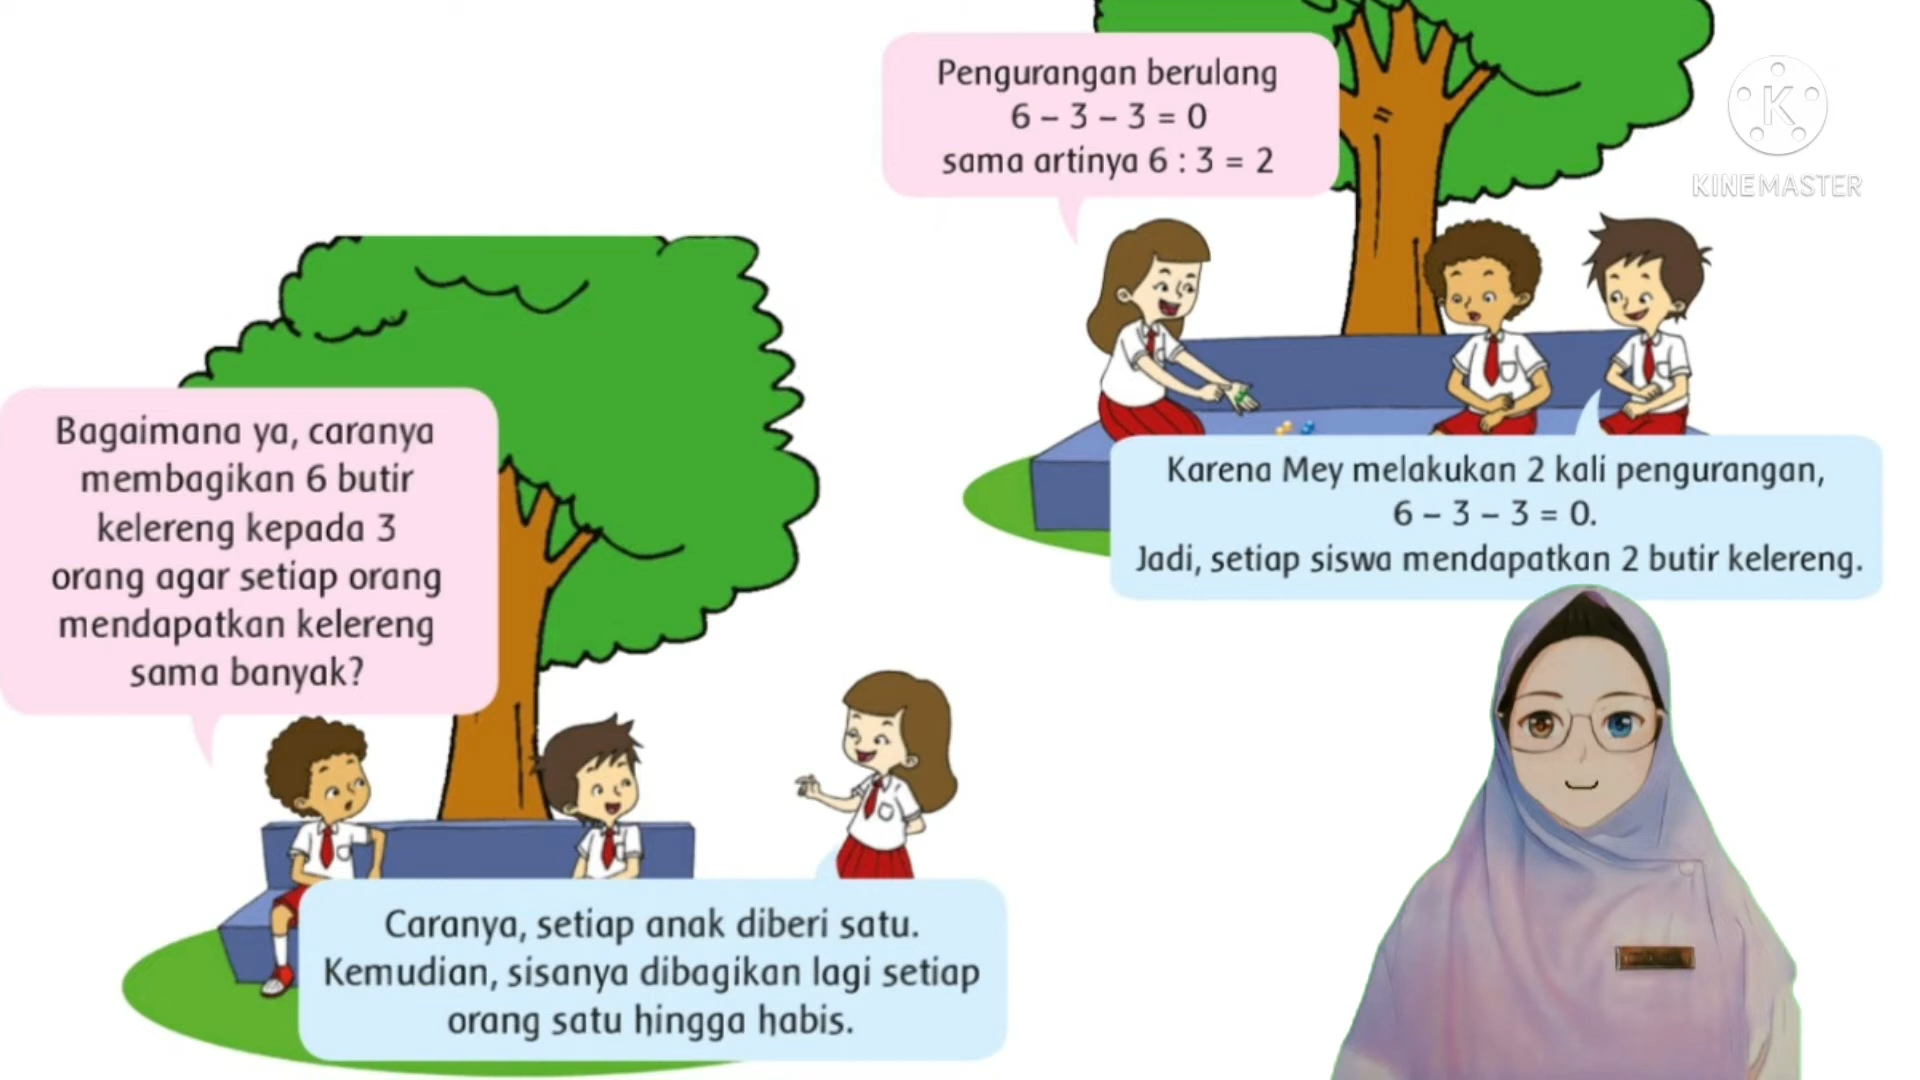 Pengurangan berulang
6 – 3 – 3 = 0
sama artinya 6 : 3 = 2
K
KINEMASTER
Bagaimana ya, caranya
membagikan 6 butir
kelereng kepada 3
orang agar setiap orang
mendapatkan kelereng
sama banyak?
Karena Mey melakukan 2 kali pengurangan,
6 – 3 – 3 = 0.
Jadi, setiap siswa mendapatkan 2 butir kelereng.
Caranya, setiap anak diberi satu.
Kemudian, sisanya dibagikan lagi setiap
orang satu hingga habis.